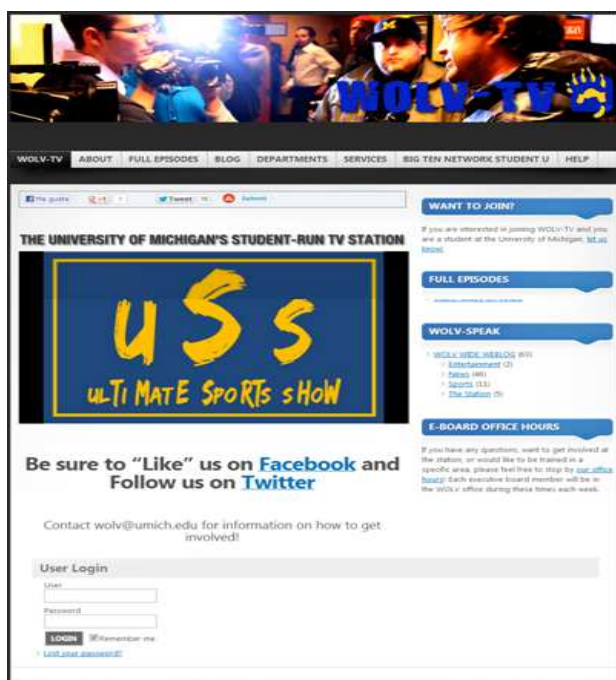 WOLV-TV
WOLV-TV ABOUT FULL EPISODES BLOG DEPARTMENTS SERVICES BIG TEN NETWORK STUDENT U HELP
Me gusta +1 Tweet Submit
THE UNIVERSITY OF MICHIGAN'S STUDENT-RUN TV STATION
uSs
ulTiMATE SpoRTs sHoW
Be sure to “Like” us on Facebook and
Follow us on Twitter
Contact wolv@umich.edu for information on how to get
involved!
User Login
User
Password
LOGIN Remember me
Lost your password?
WANT TO JOIN?
If you are interested in joining WOLV-TV and you
are a student at the University of Michigan, let us
know!
FULL EPISODES
WOLV-SPEAK
WOLV WIDE WEBLOG
Entertainment (2)
News
Sports (11)
The Station (5)
E-BOARD OFFICE HOURS
If you have any questions, want to get involved at
the station, or would like to be trained in a
specific area, please feel free to stop by our office
hours! Each executive board member will be in
the WOLV office during these times each week.